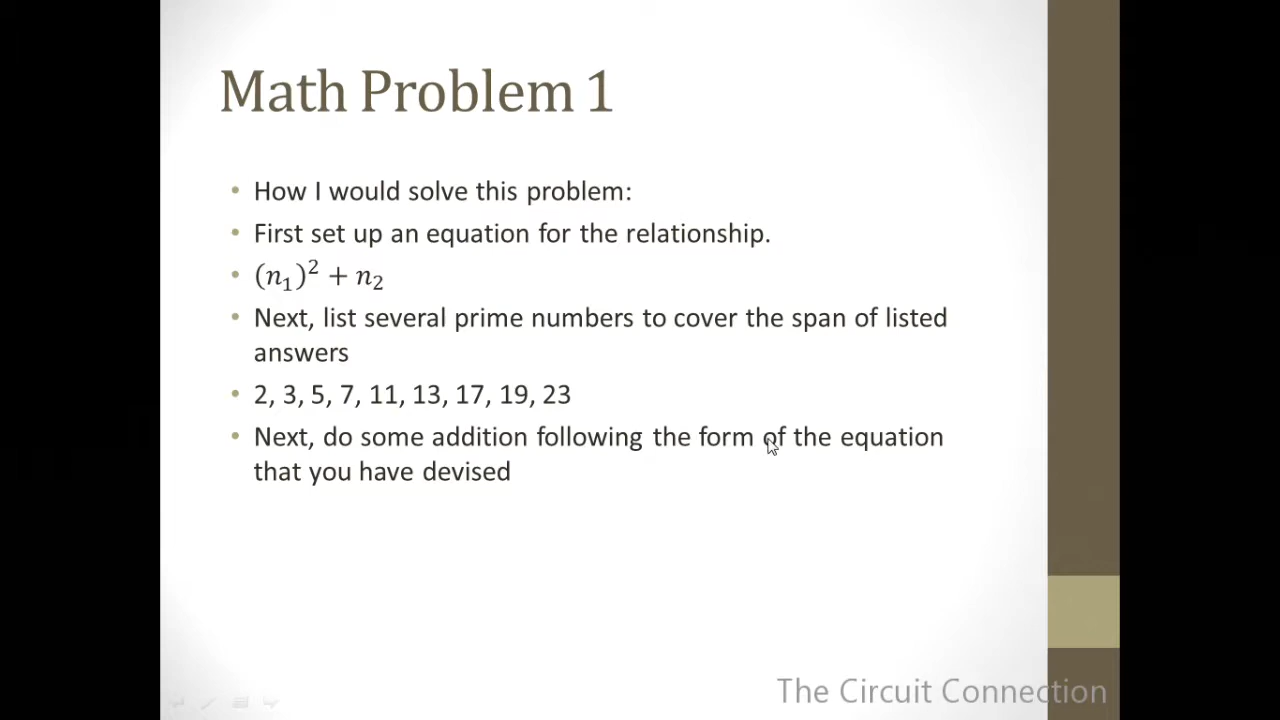 Math Problem 1
• How I would solve this problem:
• First set up an equation for the relationship.
• (n₁)² + n₂
• Next, list several prime numbers to cover the span of listed
answers
• 2, 3, 5, 7, 11, 13, 17, 19, 23
• Next, do some addition following the form of the equation
that you have devised
The Circuit Connection